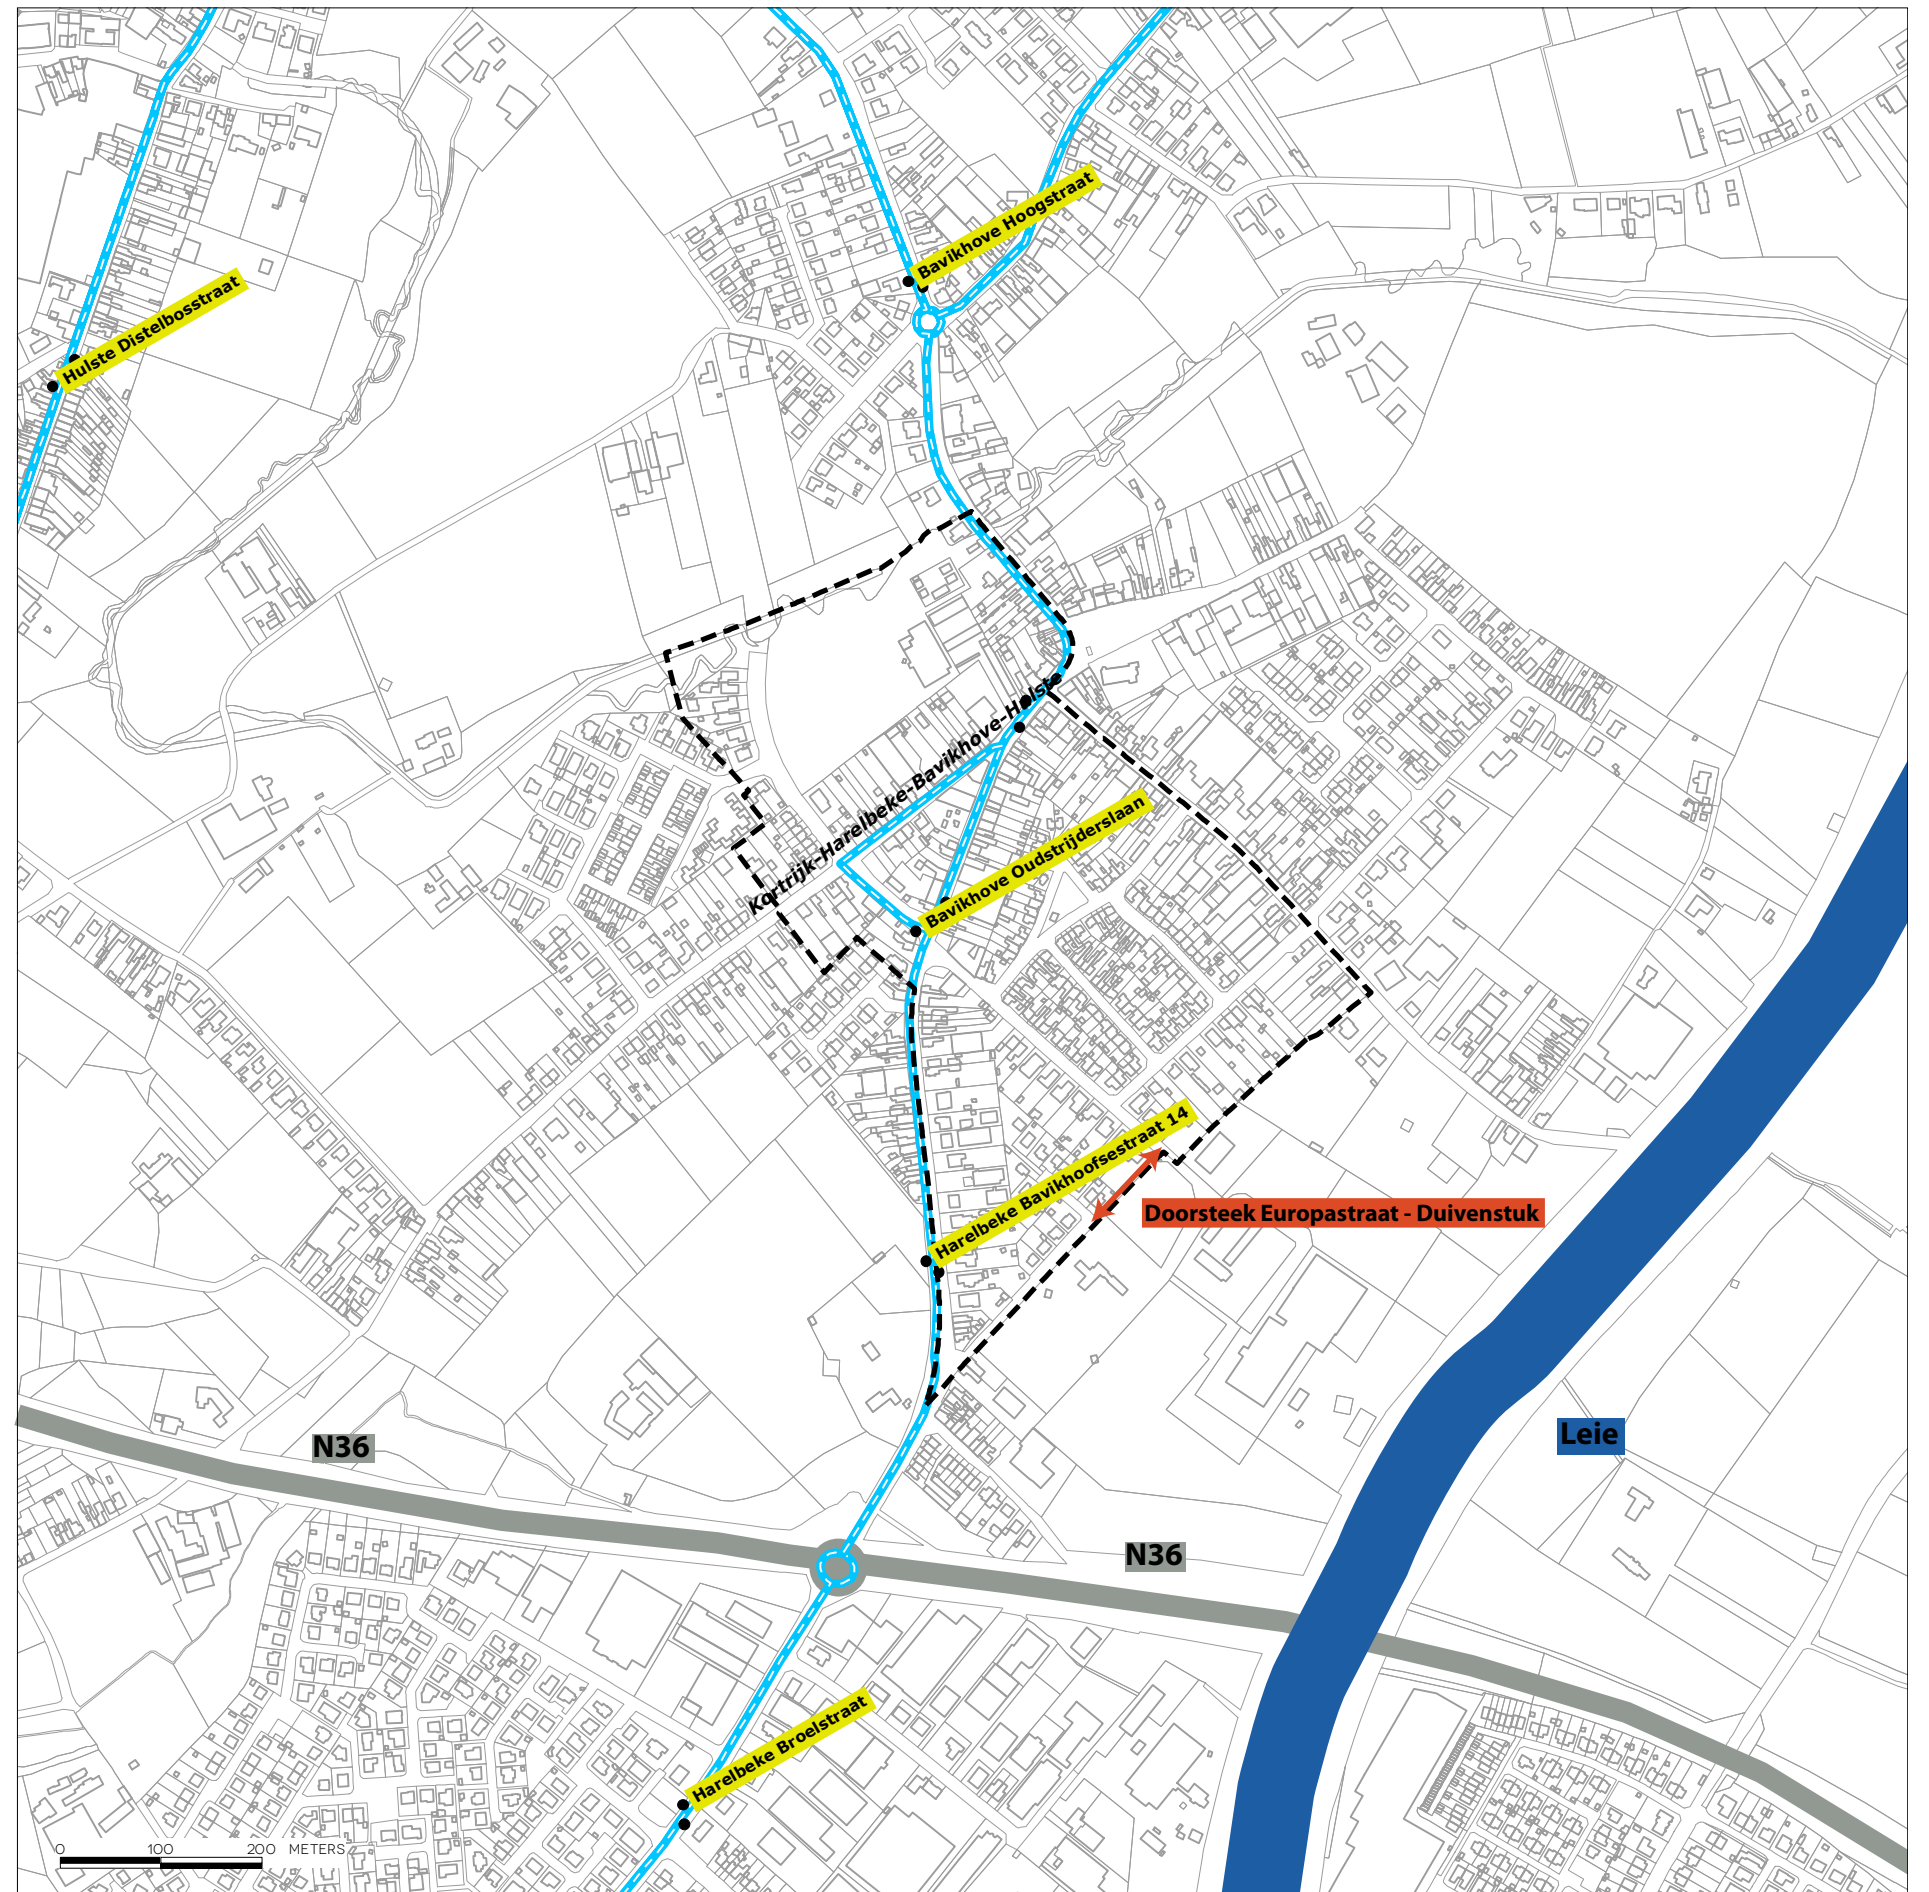 Bavikhove Hoogstraat
Hulste Distelbosstraat
Kortrijk-Harelbeke-Bavikhove-Hulste
Bavikhove Oudstrijderslaan
Harelbeke Bavikhoofsestraat 14
Doorsteek Europastraat - Duivenstuk
N36
Leie
N36
Harelbeke Broelstraat
0 100 200 METERS